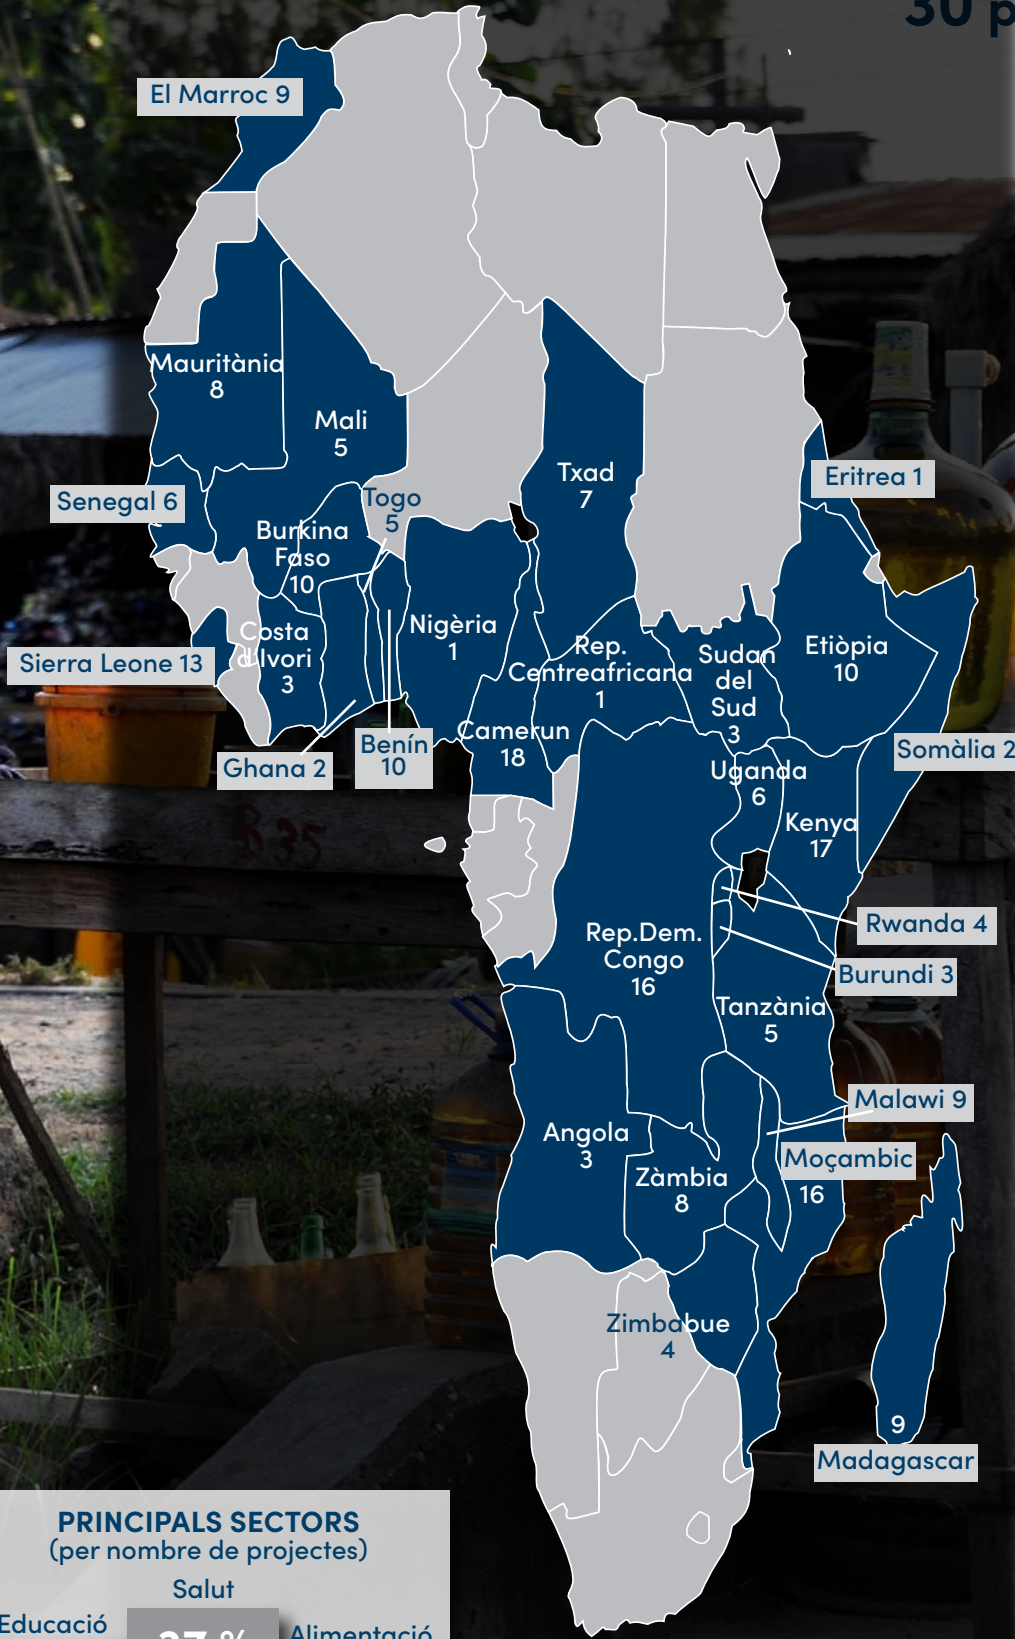 30 p
El Marroc 9
Mauritània
8
Mali
5
Txad
7
Eritrea 1
Senegal 6
Togo
5
Burkina
Faso
10
Nigèria
1
Costa
d'Ivori
3
Sierra Leone 13
Rep.
Centreafricana
1
Sudan
del
Sud
3
Etiòpia
10
Somàlia 2
Ghana 2
Benín
10
Camerun
18
Uganda
6
Kenya
17
Rwanda 4
Burundi 3
Rep.Dem.
Congo
16
Tanzània
5
Malawi 9
Angola
3
Moçambic
16
Zàmbia
8
Zimbabue
4
9
Madagascar
B 35
PRINCIPALS SECTORS
(per nombre de projectes)
Salut
Educació
Alimentació